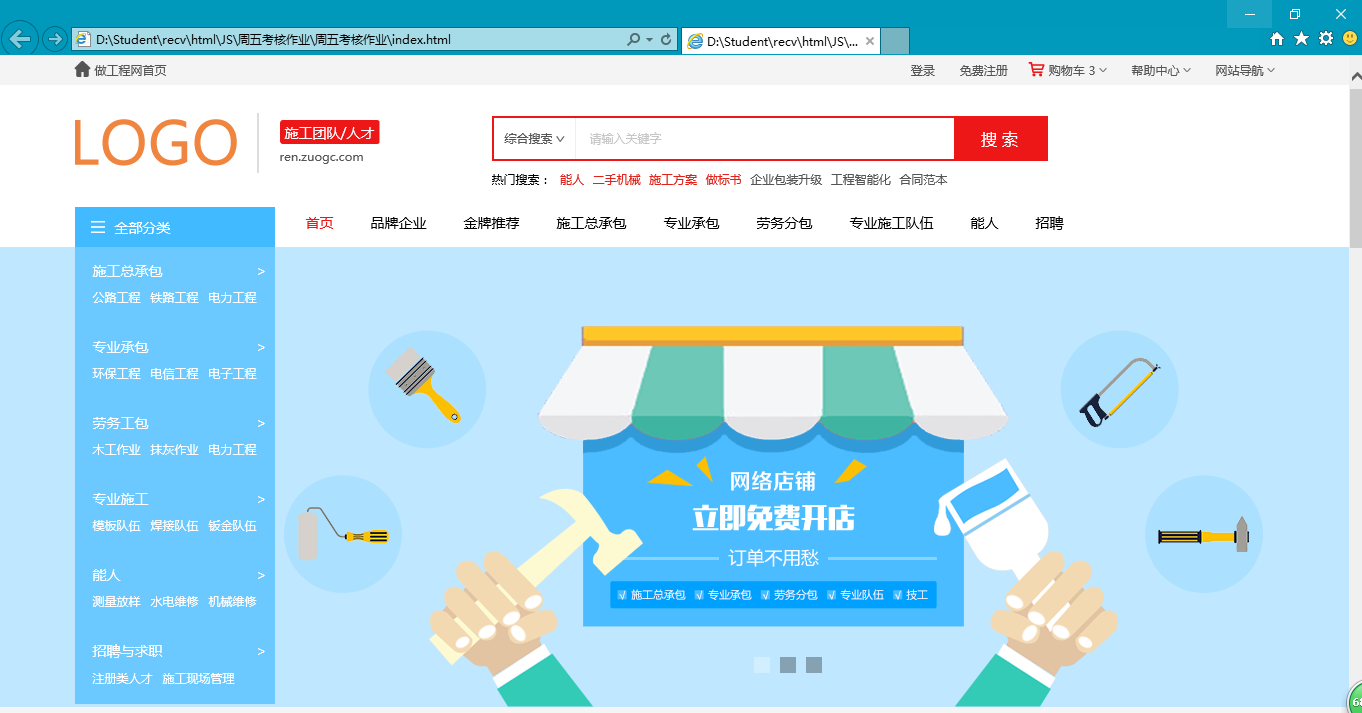 D:\Student\recv\html\JS\周五考核作业\周五考核作业\index.html
D:\Student\recv\html\JS\...
做工程网首页
登录 免费注册 购物车 3 帮助中心 网站导航
LOGO
施工团队/人才
ren.zuogc.com
综合搜索 请输入关键字 搜 索
热门搜索： 能人 二手机械 施工方案 做标书 企业包装升级 工程智能化 合同范本
全部分类
首页 品牌企业 金牌推荐 施工总承包 专业承包 劳务分包 专业施工队伍 能人 招聘
施工总承包 >
公路工程 铁路工程 电力工程
专业承包 >
环保工程 电信工程 电子工程
劳务工包 >
木工作业 抹灰作业 电力工程
专业施工 >
模板队伍 焊接队伍 钣金队伍
能人 >
测量放样 水电维修 机械维修
招聘与求职 >
注册类人才 施工现场管理
网络店铺
立即免费开店
订单不用愁
施工总承包 专业承包 劳务分包 专业队伍 技工